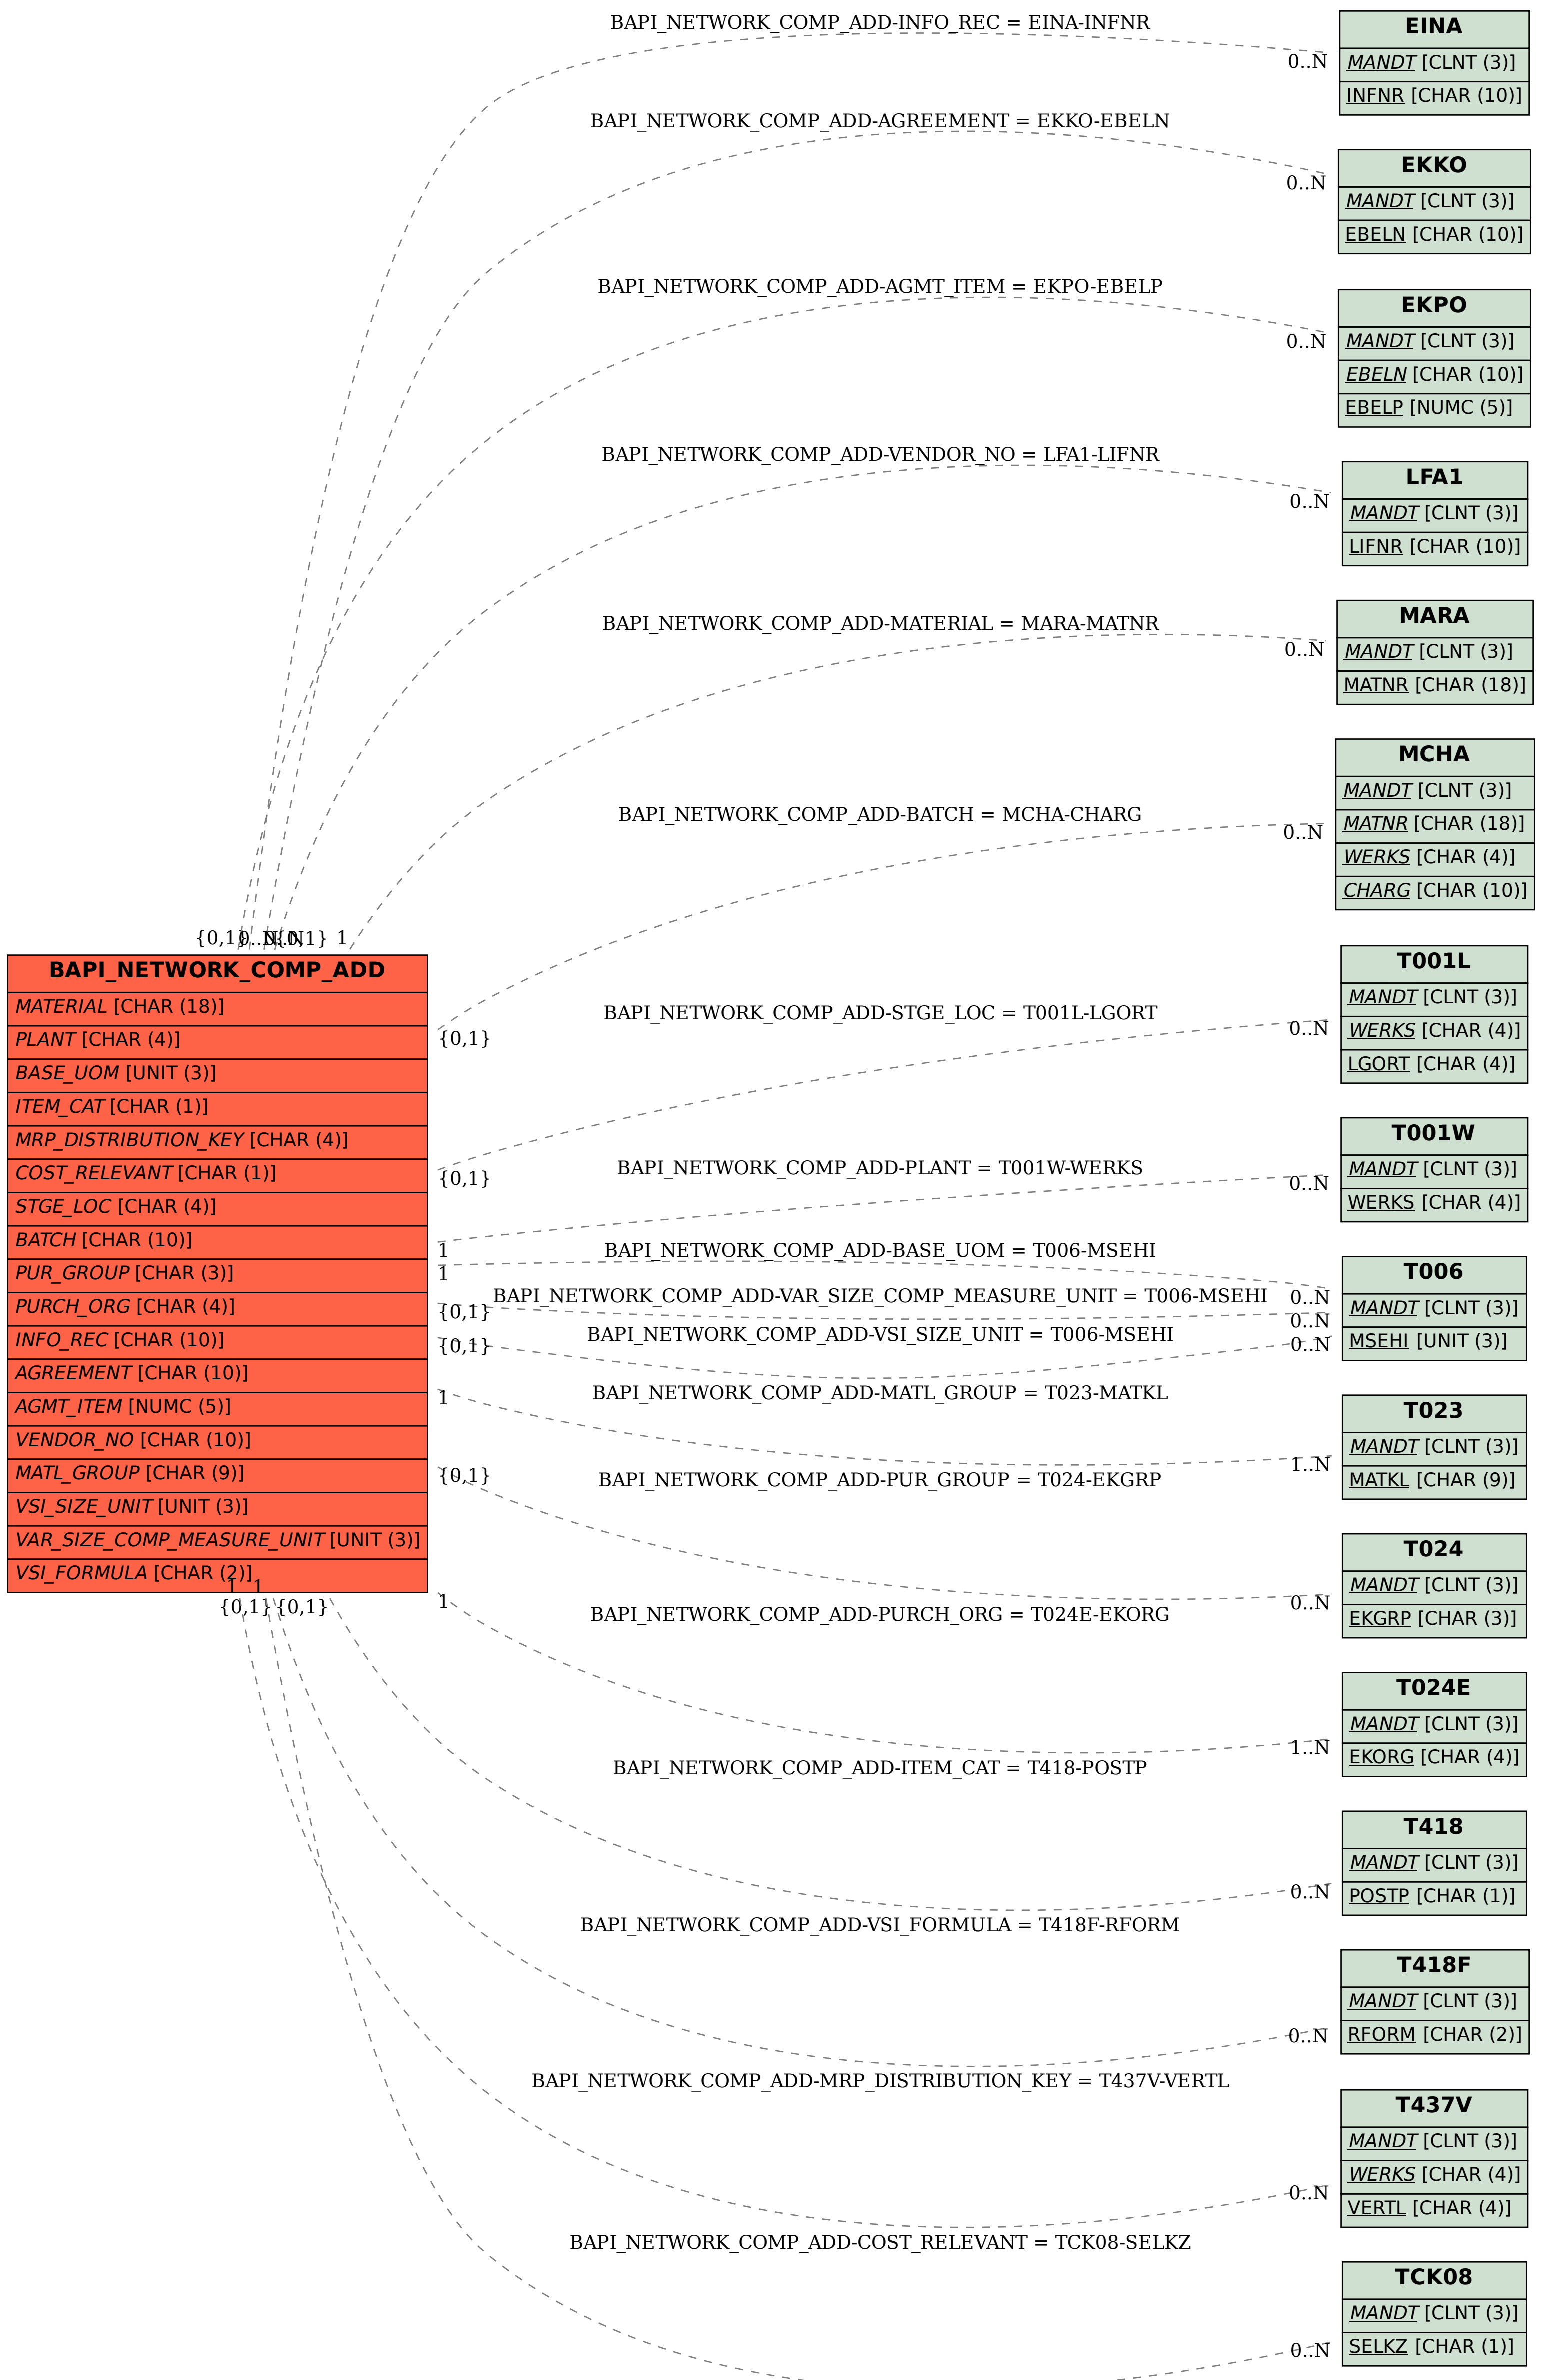 BAPI_NETWORK_COMP_ADD-INFO_REC = EINA-INFNR
0..N
EINA
MANDT [CLNT (3)]
INFNR [CHAR (10)]
BAPI_NETWORK_COMP_ADD-AGREEMENT = EKKO-EBELN
0..N
EKKO
MANDT [CLNT (3)]
EBELN [CHAR (10)]
BAPI_NETWORK_COMP_ADD-AGMT_ITEM = EKPO-EBELP
0..N
EKPO
MANDT [CLNT (3)]
EBELN [CHAR (10)]
EBELP [NUMC (5)]
BAPI_NETWORK_COMP_ADD-VENDOR_NO = LFA1-LIFNR
0..N
LFA1
MANDT [CLNT (3)]
LIFNR [CHAR (10)]
BAPI_NETWORK_COMP_ADD-MATERIAL = MARA-MATNR
0..N
MARA
MANDT [CLNT (3)]
MATNR [CHAR (18)]
BAPI_NETWORK_COMP_ADD-BATCH = MCHA-CHARG
0..N
MCHA
MANDT [CLNT (3)]
MATNR [CHAR (18)]
WERKS [CHAR (4)]
CHARG [CHAR (10)]
{0,1} 0..N 0..N {0,1} 1
BAPI_NETWORK_COMP_ADD
MATERIAL [CHAR (18)]
PLANT [CHAR (4)]
BASE_UOM [UNIT (3)]
ITEM_CAT [CHAR (1)]
MRP_DISTRIBUTION_KEY [CHAR (4)]
COST_RELEVANT [CHAR (1)]
STGE_LOC [CHAR (4)]
BATCH [CHAR (10)]
PUR_GROUP [CHAR (3)]
PURCH_ORG [CHAR (4)]
INFO_REC [CHAR (10)]
AGREEMENT [CHAR (10)]
AGMT_ITEM [NUMC (5)]
VENDOR_NO [CHAR (10)]
MATL_GROUP [CHAR (9)]
VSI_SIZE_UNIT [UNIT (3)]
VAR_SIZE_COMP_MEASURE_UNIT [UNIT (3)]
VSI_FORMULA [CHAR (2)]
1 1
{0,1} {0,1}
{0,1}
BAPI_NETWORK_COMP_ADD-STGE_LOC = T001L-LGORT
0..N
{0,1}
T001L
MANDT [CLNT (3)]
WERKS [CHAR (4)]
LGORT [CHAR (4)]
BAPI_NETWORK_COMP_ADD-PLANT = T001W-WERKS
0..N
1
T001W
MANDT [CLNT (3)]
WERKS [CHAR (4)]
BAPI_NETWORK_COMP_ADD-BASE_UOM = T006-MSEHI
1
0..N
BAPI_NETWORK_COMP_ADD-VAR_SIZE_COMP_MEASURE_UNIT = T006-MSEHI
{0,1}
0..N
BAPI_NETWORK_COMP_ADD-VSI_SIZE_UNIT = T006-MSEHI
{0,1}
0..N
T006
MANDT [CLNT (3)]
MSEHI [UNIT (3)]
BAPI_NETWORK_COMP_ADD-MATL_GROUP = T023-MATKL
1
1..N
T023
MANDT [CLNT (3)]
MATKL [CHAR (9)]
BAPI_NETWORK_COMP_ADD-PUR_GROUP = T024-EKGRP
{0,1}
0..N
T024
MANDT [CLNT (3)]
EKGRP [CHAR (3)]
BAPI_NETWORK_COMP_ADD-PURCH_ORG = T024E-EKORG
1
1..N
T024E
MANDT [CLNT (3)]
EKORG [CHAR (4)]
BAPI_NETWORK_COMP_ADD-ITEM_CAT = T418-POSTP
0..N
T418
MANDT [CLNT (3)]
POSTP [CHAR (1)]
BAPI_NETWORK_COMP_ADD-VSI_FORMULA = T418F-RFORM
0..N
T418F
MANDT [CLNT (3)]
RFORM [CHAR (2)]
BAPI_NETWORK_COMP_ADD-MRP_DISTRIBUTION_KEY = T437V-VERTL
0..N
T437V
MANDT [CLNT (3)]
WERKS [CHAR (4)]
VERTL [CHAR (4)]
BAPI_NETWORK_COMP_ADD-COST_RELEVANT = TCK08-SELKZ
0..N
TCK08
MANDT [CLNT (3)]
SELKZ [CHAR (1)]